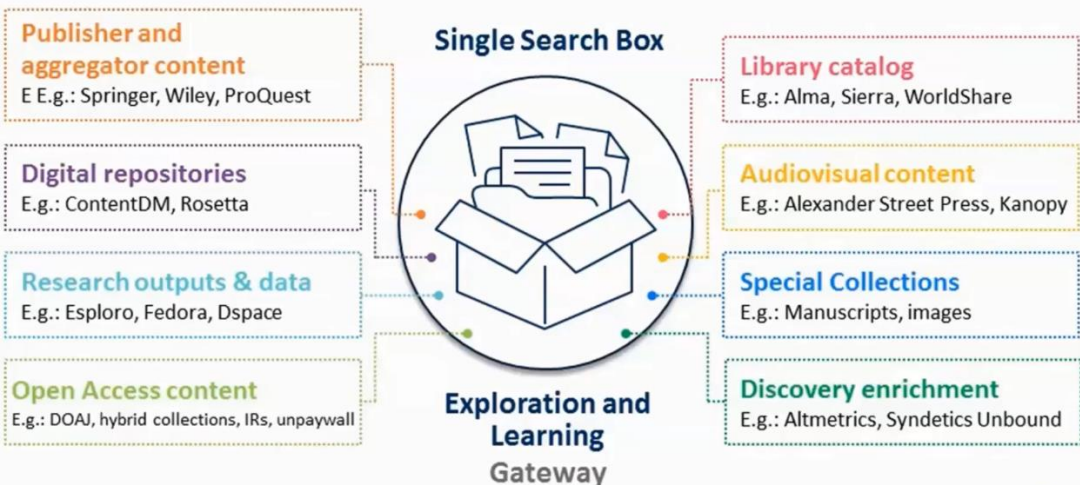 Publisher and
aggregator content
E E.g.: Springer, Wiley, ProQuest
Digital repositories
E.g.: ContentDM, Rosetta
Research outputs & data
E.g.: Esploro, Fedora, Dspace
Open Access content
E.g.: DOAJ, hybrid collections, IRs, unpaywall
Single Search Box
Exploration and
Learning
Gateway
Library catalog
E.g.: Alma, Sierra, WorldShare
Audiovisual content
E.g.: Alexander Street Press, Kanopy
Special Collections
E.g.: Manuscripts, images
Discovery enrichment
E.g.: Altmetrics, Syndetics Unbound